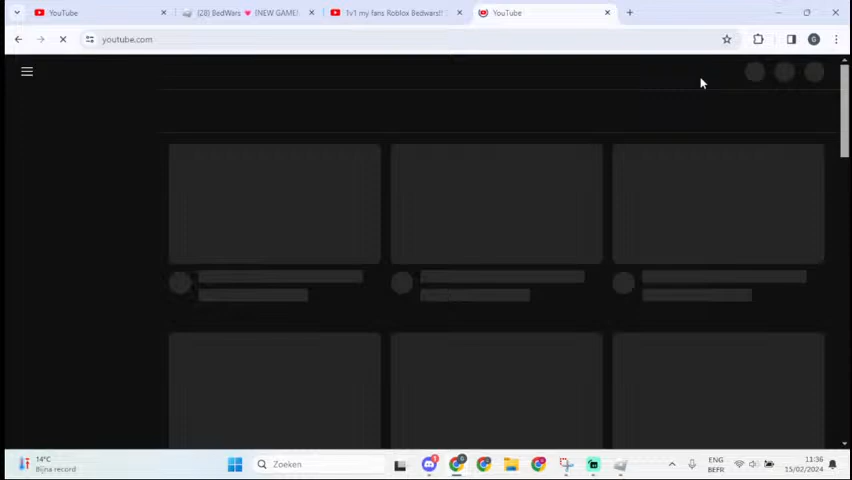 YouTube
(28) BedWars 💗 [NEW GAME!
1v1 my fans Roblox Bedwars!!
YouTube
youtube.com
G
14°C
Bijna record
Zoeken
ENG
BEFR
11:36
15/02/2024